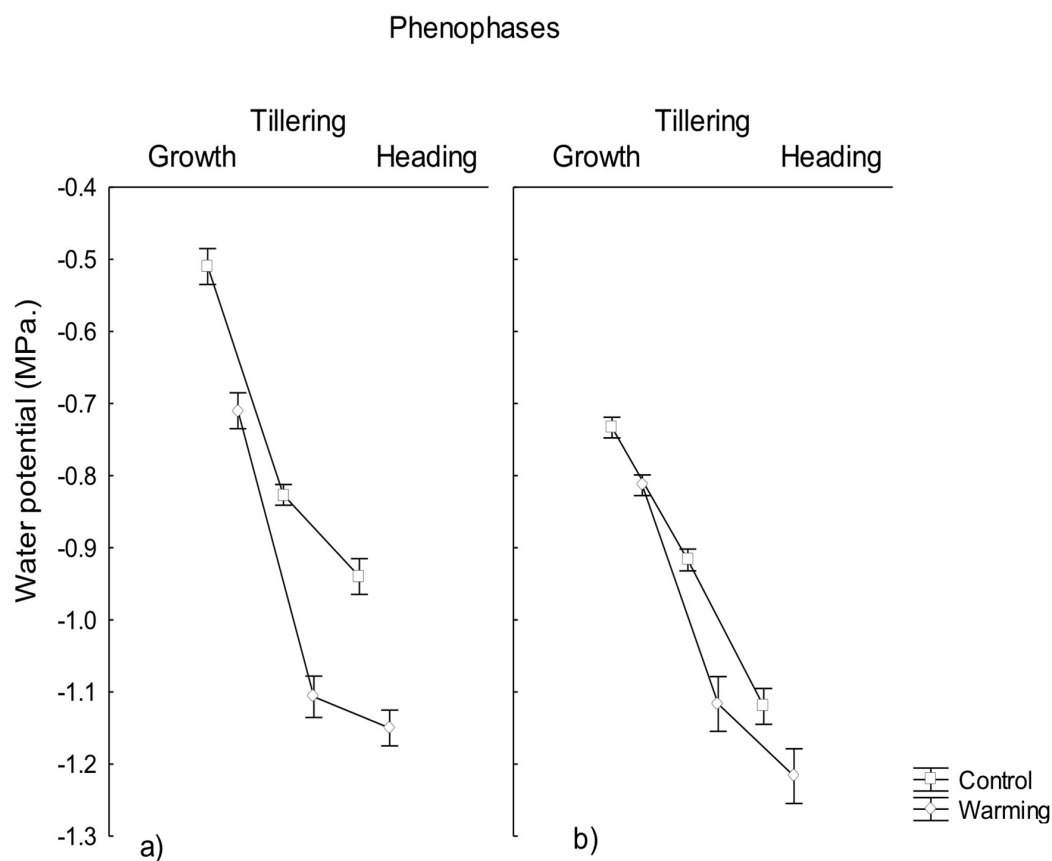 Phenophases
Tillering
Growth
Heading
Tillering
Growth
Heading
Water potential (MPa.)
-0.4
-0.5
-0.6
-0.7
-0.8
-0.9
-1.0
-1.1
-1.2
-1.3
a)
b)
Control
Warming